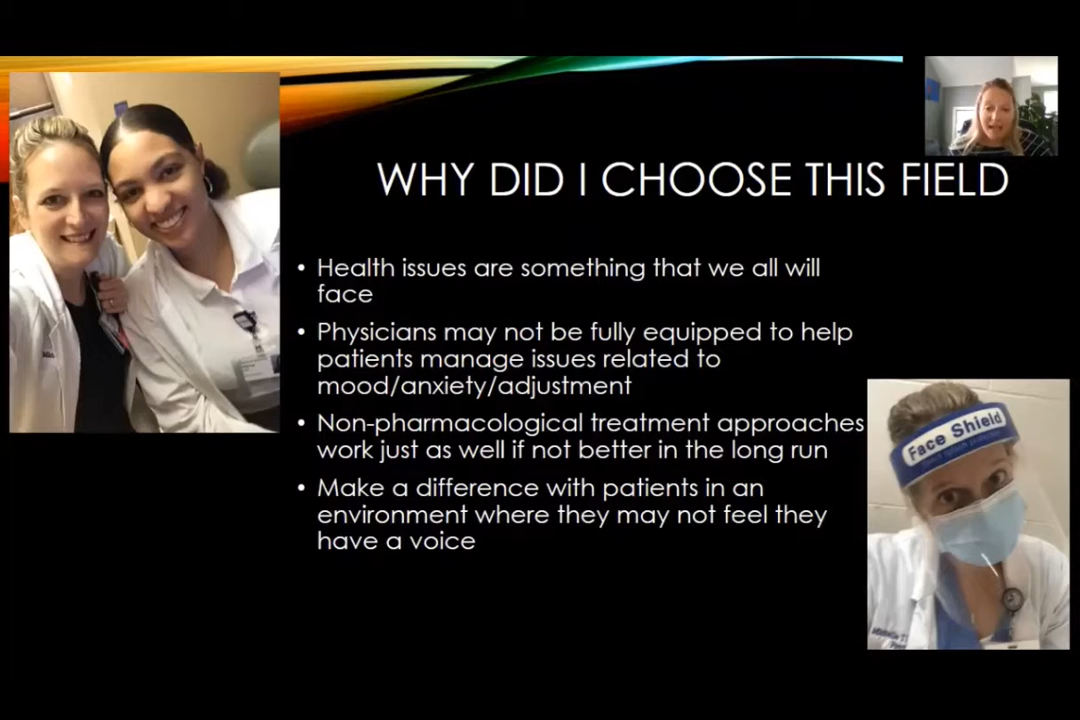 WHY DID I CHOOSE THIS FIELD
• Health issues are something that we all will
face
• Physicians may not be fully equipped to help
patients manage issues related to
mood/anxiety/adjustment
• Non-pharmacological treatment approaches
work just as well if not better in the long run
• Make a difference with patients in an
environment where they may not feel they
have a voice
Face Shield